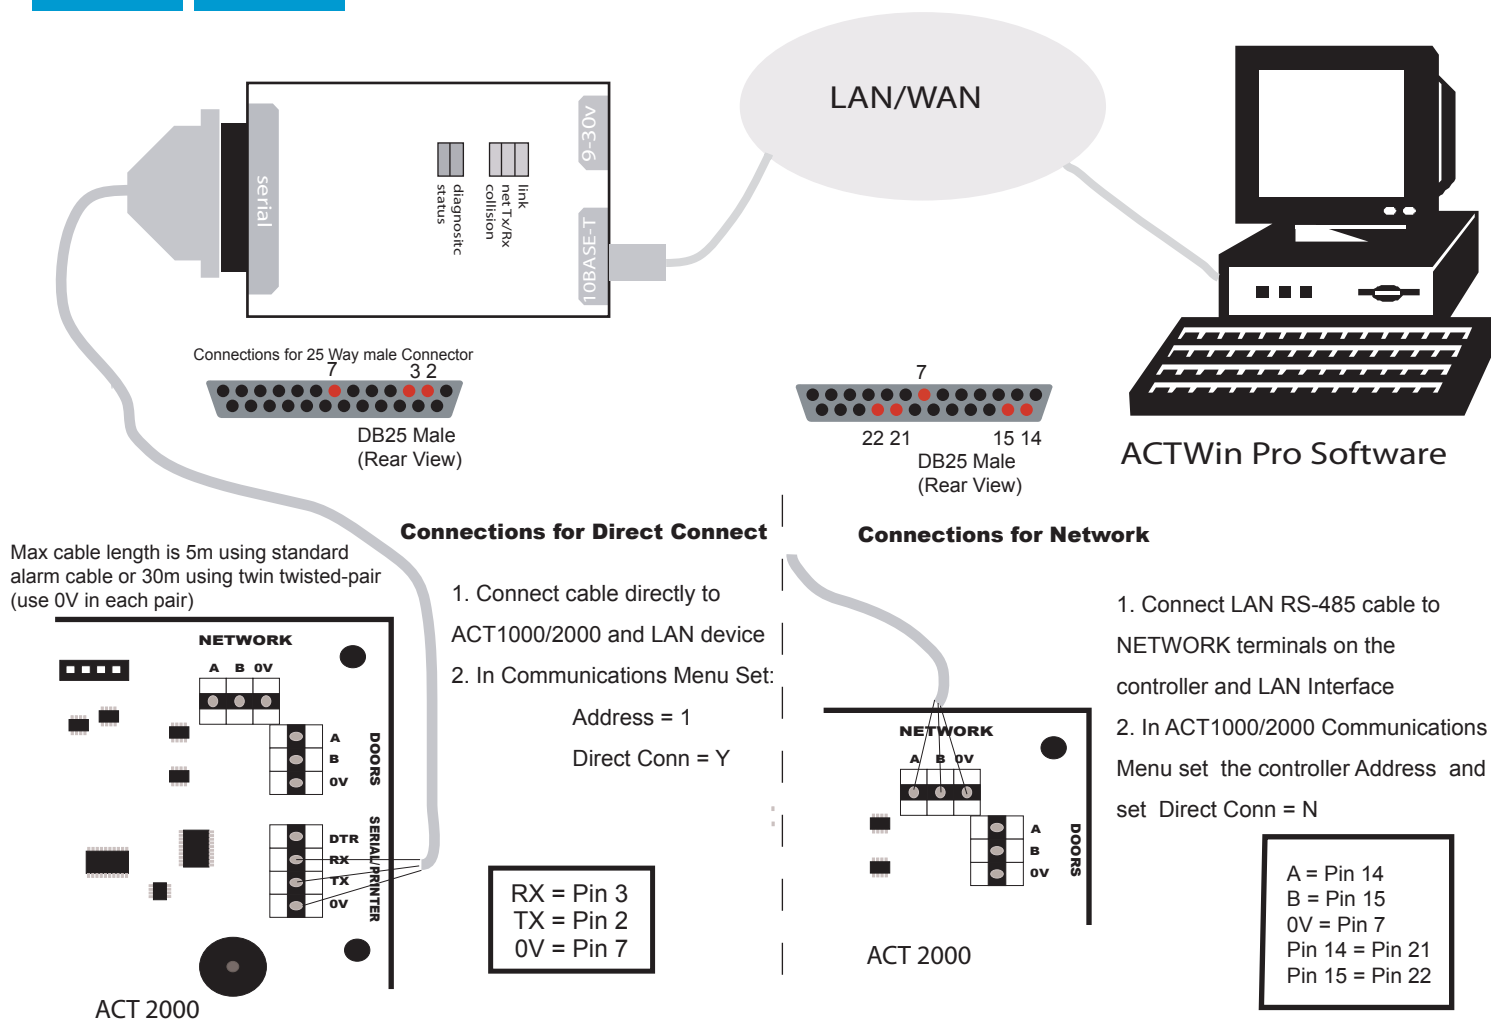 LAN/WAN
serial
9-30v
10BASE-T
link
net Tx/Rx
collision
diagnositc
status
Connections for 25 Way male Connector
7
3 2
DB25 Male
(Rear View)
7
22 21
15 14
DB25 Male
(Rear View)
ACTWin Pro Software
Max cable length is 5m using standard
alarm cable or 30m using twin twisted-pair
(use 0V in each pair)
Connections for Direct Connect
1. Connect cable directly to
ACT1000/2000 and LAN device
2. In Communications Menu Set:
Address = 1
Direct Conn = Y
RX = Pin 3
TX = Pin 2
0V = Pin 7
NETWORK
A B 0V
A
B
0V
DOORS
DTR
RX
TX
0V
SERIAL/PRINTER
ACT 2000
Connections for Network
1. Connect LAN RS-485 cable to
NETWORK terminals on the
controller and LAN Interface
2. In ACT1000/2000 Communications
Menu set the controller Address and
set Direct Conn = N
NETWORK
A B 0V
A
B
0V
DOORS
ACT 2000
A = Pin 14
B = Pin 15
0V = Pin 7
Pin 14 = Pin 21
Pin 15 = Pin 22